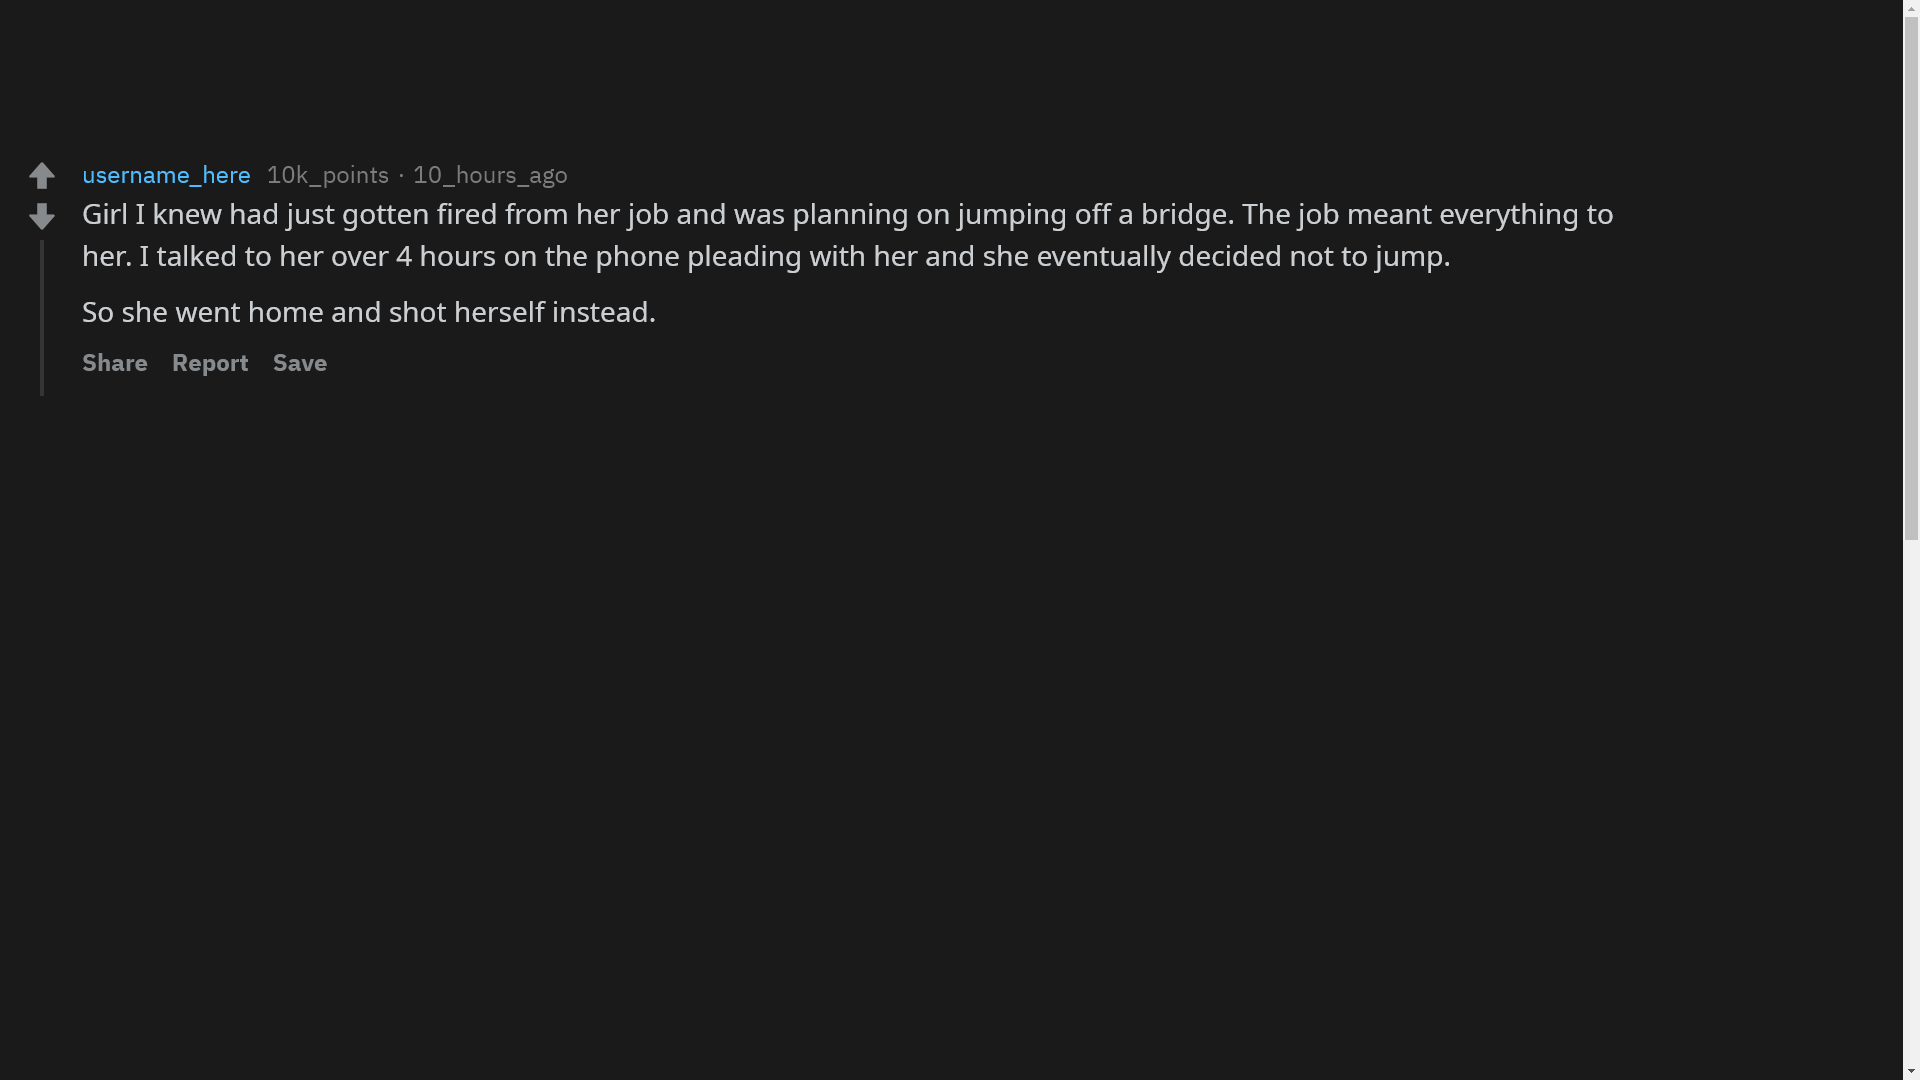 username_here 10k_points · 10_hours_ago
Girl I knew had just gotten fired from her job and was planning on jumping off a bridge. The job meant everything to
her. I talked to her over 4 hours on the phone pleading with her and she eventually decided not to jump.
So she went home and shot herself instead.
Share Report Save